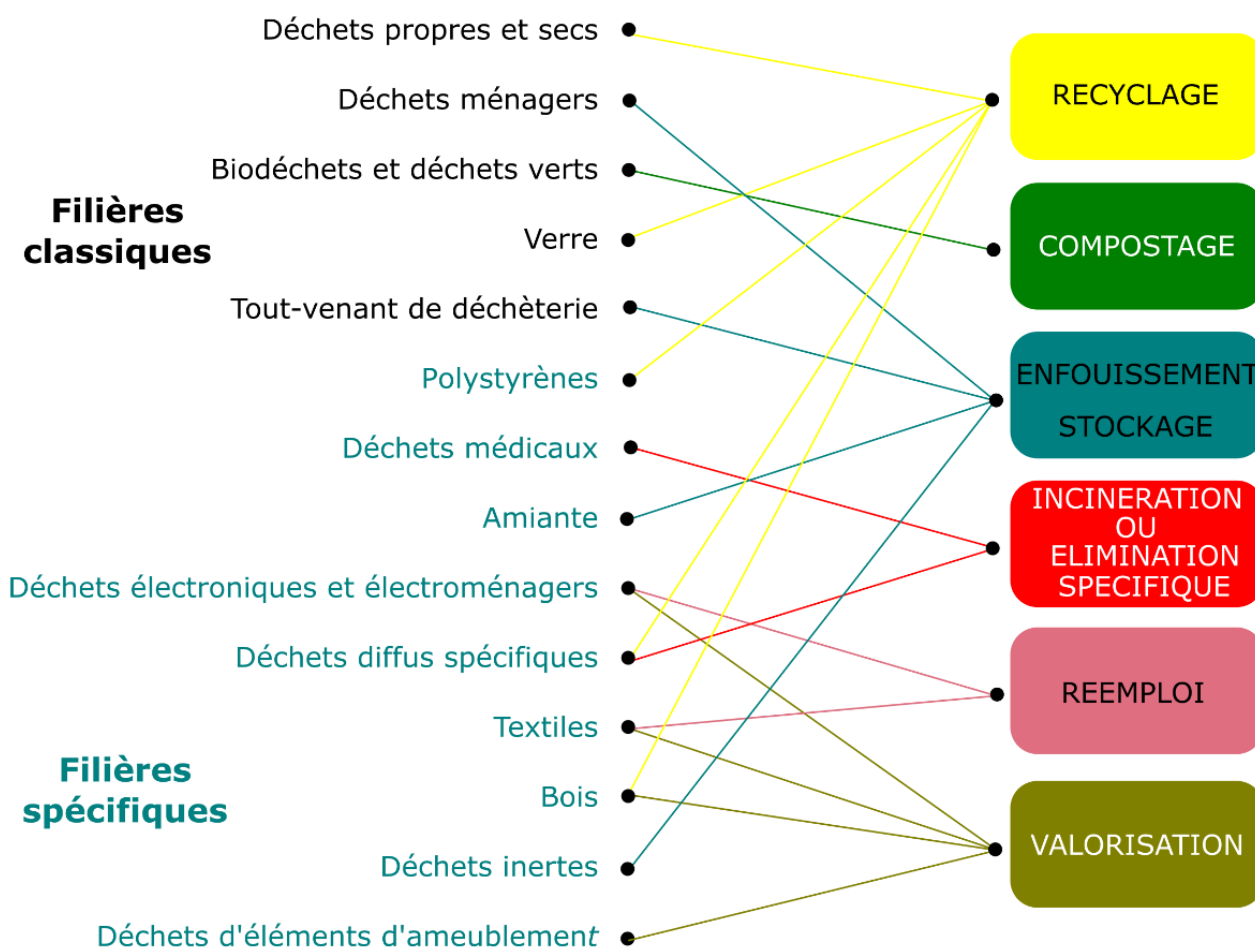 Déchets propres et secs
Déchets ménagers
Biodéchets et déchets verts
Filières
classiques
Verre
Tout-venant de déchèterie
Polystyrènes
Déchets médicaux
Amiante
Déchets électroniques et électroménagers
Déchets diffus spécifiques
Textiles
Filières
spécifiques
Bois
Déchets inertes
Déchets d'éléments d'ameublement
RECYCLAGE
COMPOSTAGE
ENFOUISSEMENT
STOCKAGE
INCINERATION
OU
ELIMINATION
SPECIFIQUE
REEMPLOI
VALORISATION